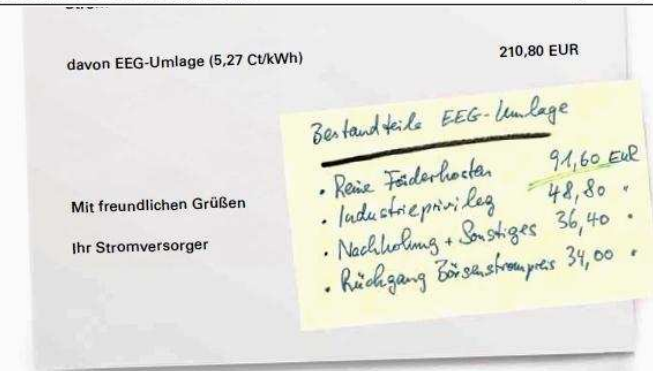 davon EEG-Umlage (5,27 Ct/kWh) 210,80 EUR
Bestandteile EEG-Umlage
• Reine Förderkosten 91,60 EUR
• Industrieprivileg 48,80 "
• Nachholung + Sonstiges 36,40 "
• Rückgang Börsenstrompreis 34,00 "
Mit freundlichen Grüßen
Ihr Stromversorger